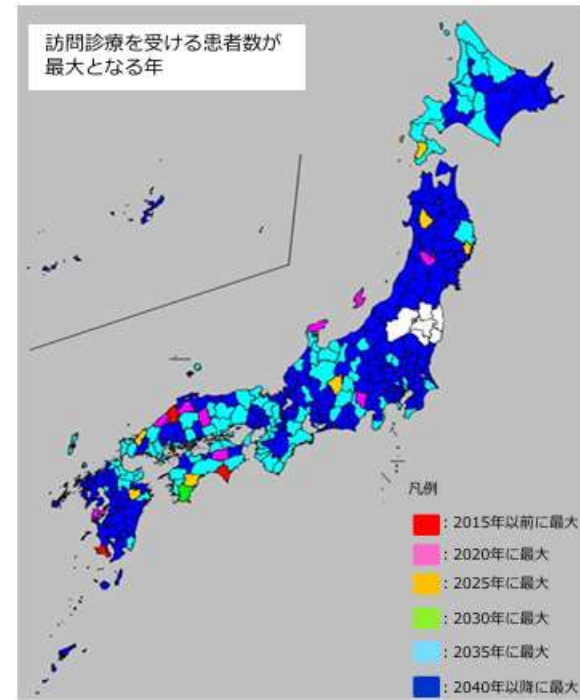 訪問診療を受ける患者数が
最大となる年
凡例
：2015年以前に最大
：2020年に最大
：2025年に最大
：2030年に最大
：2035年に最大
：2040年以降に最大